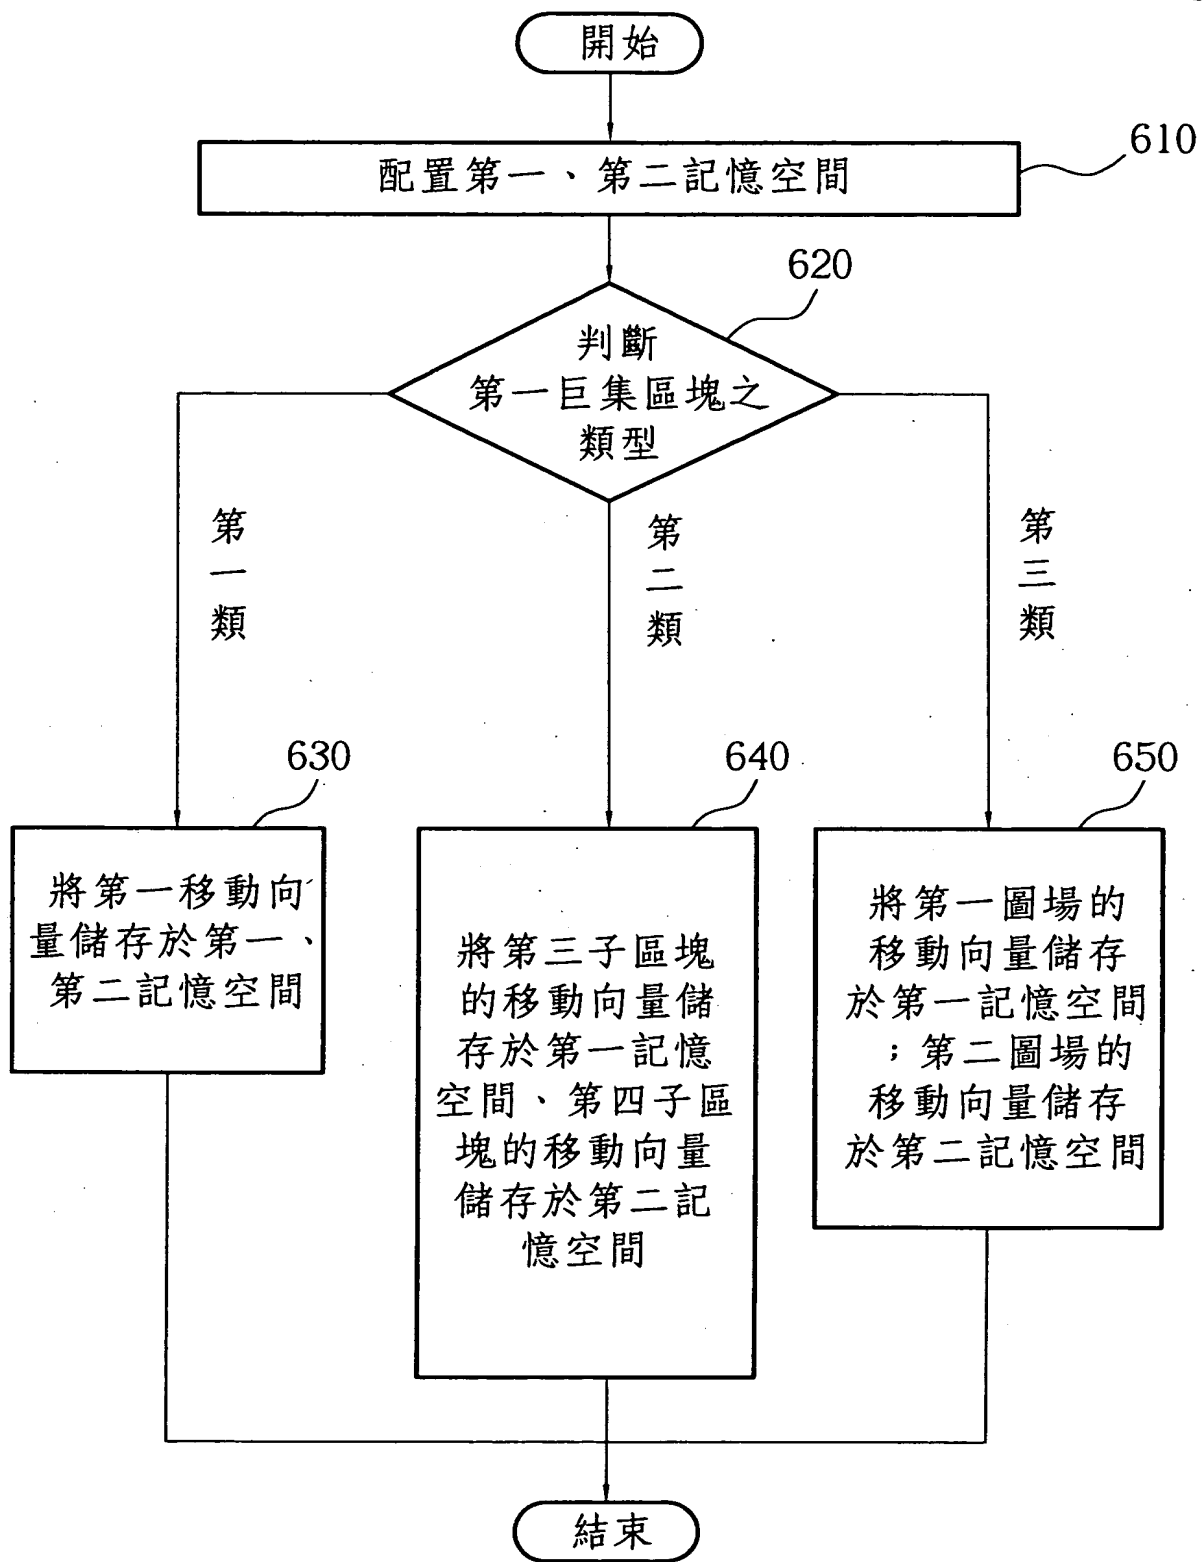 開始
610
配置第一、第二記憶空間
620
判斷
第一巨集區塊之
類型
第一類
第二類
第三類
630
將第一移動向
量儲存於第一、
第二記憶空間
640
將第三子區塊
的移動向量儲
存於第一記憶
空間、第四子區
塊的移動向量
儲存於第二記
憶空間
650
將第一圖場的
移動向量儲存
於第一記憶空間
；第二圖場的
移動向量儲存
於第二記憶空間
結束